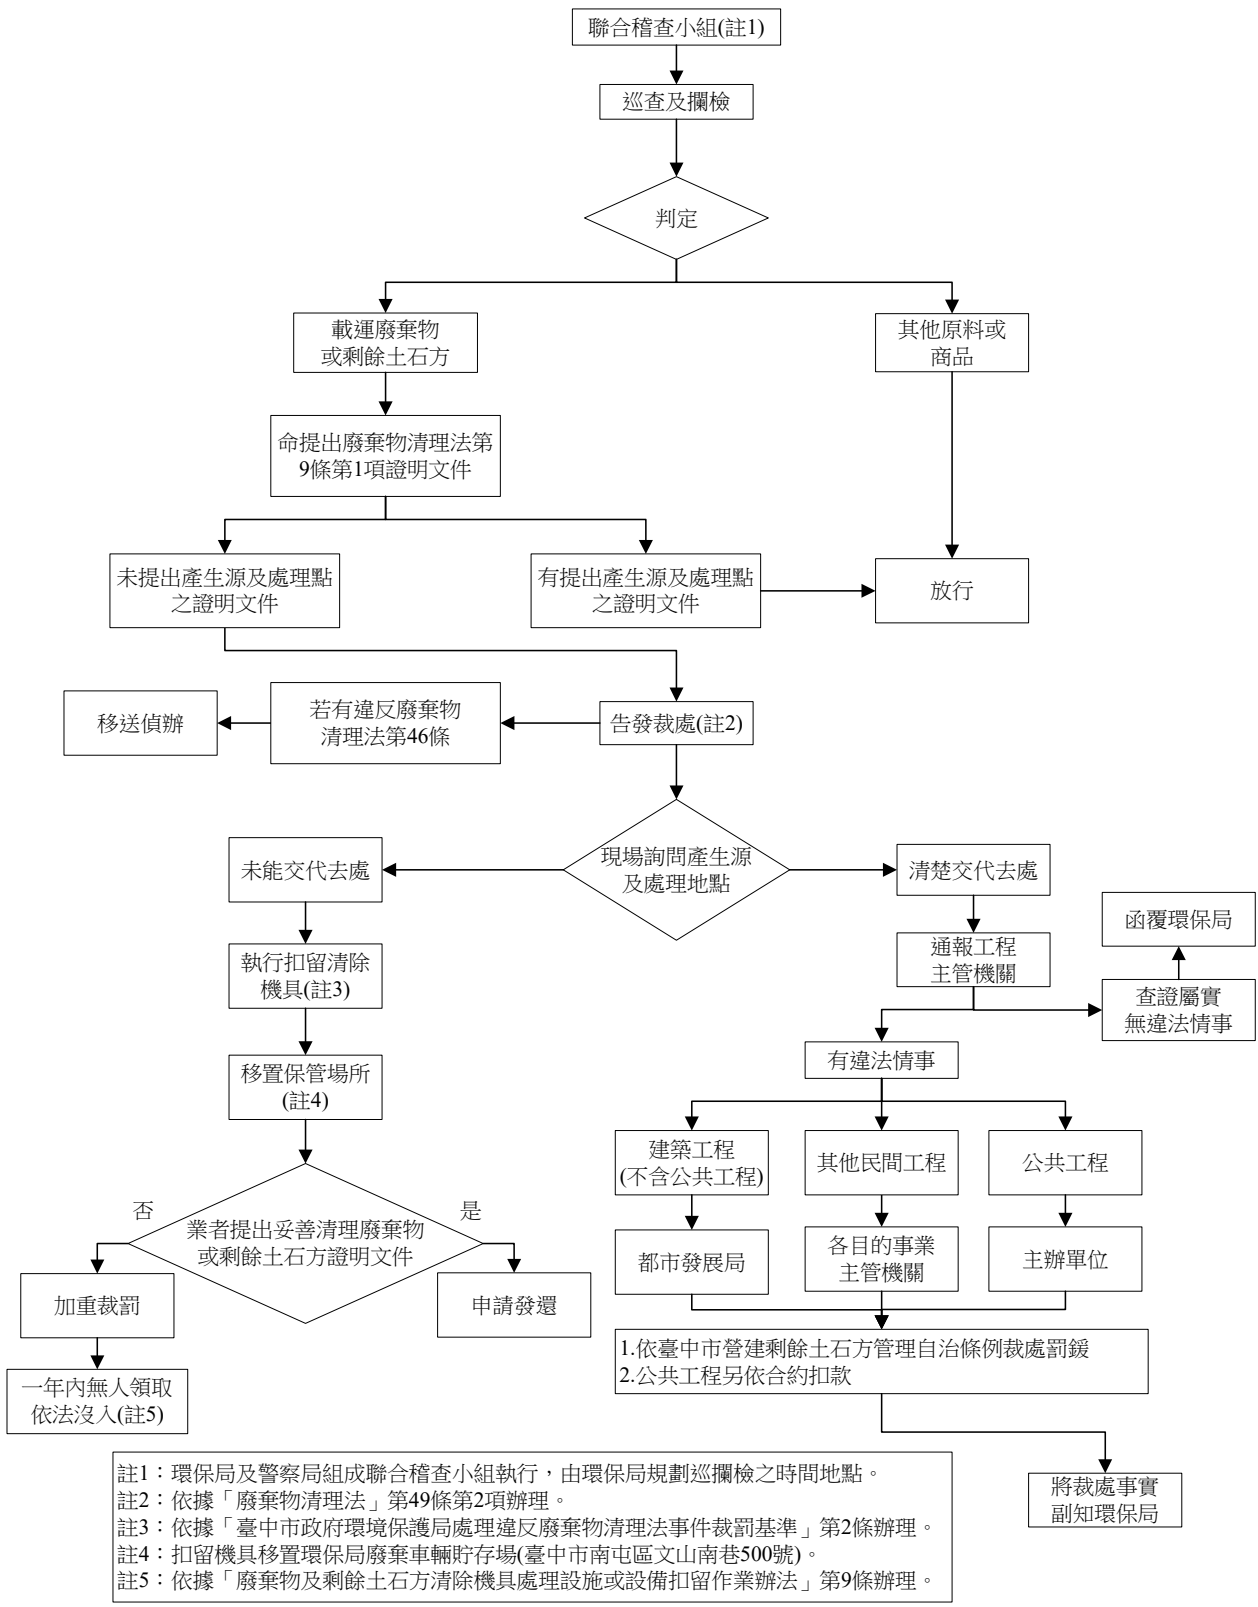 聯合稽查小組(註1)
巡查及攔檢
判定
載運廢棄物
或剩餘土石方
其他原料或
商品
命提出廢棄物清理法第
9條第1項證明文件
未提出產生源及處理點
之證明文件
有提出產生源及處理點
之證明文件
放行
移送偵辦
若有違反廢棄物
清理法第46條
告發裁處(註2)
現場詢問產生源
及處理地點
未能交代去處
清楚交代去處
函覆環保局
執行扣留清除
機具(註3)
通報工程
主管機關
查證屬實
無違法情事
移置保管場所
(註4)
有違法情事
建築工程
(不含公共工程)
其他民間工程
公共工程
否
是
業者提出妥善清理廢棄物
或剩餘土石方證明文件
都市發展局
各目的事業
主管機關
主辦單位
加重裁罰
申請發還
1.依臺中市營建剩餘土石方管理自治條例裁處罰鍰
2.公共工程另依合約扣款
一年內無人領取
依法沒入(註5)
將裁處事實
副知環保局
註1：環保局及警察局組成聯合稽查小組執行，由環保局規劃巡攔檢之時間地點。
註2：依據「廢棄物清理法」第49條第2項辦理。
註3：依據「臺中市政府環境保護局處理違反廢棄物清理法事件裁罰基準」第2條辦理。
註4：扣留機具移置環保局廢棄車輛貯存場(臺中市南屯區文山南巷500號)。
註5：依據「廢棄物及剩餘土石方清除機具處理設施或設備扣留作業辦法」第9條辦理。